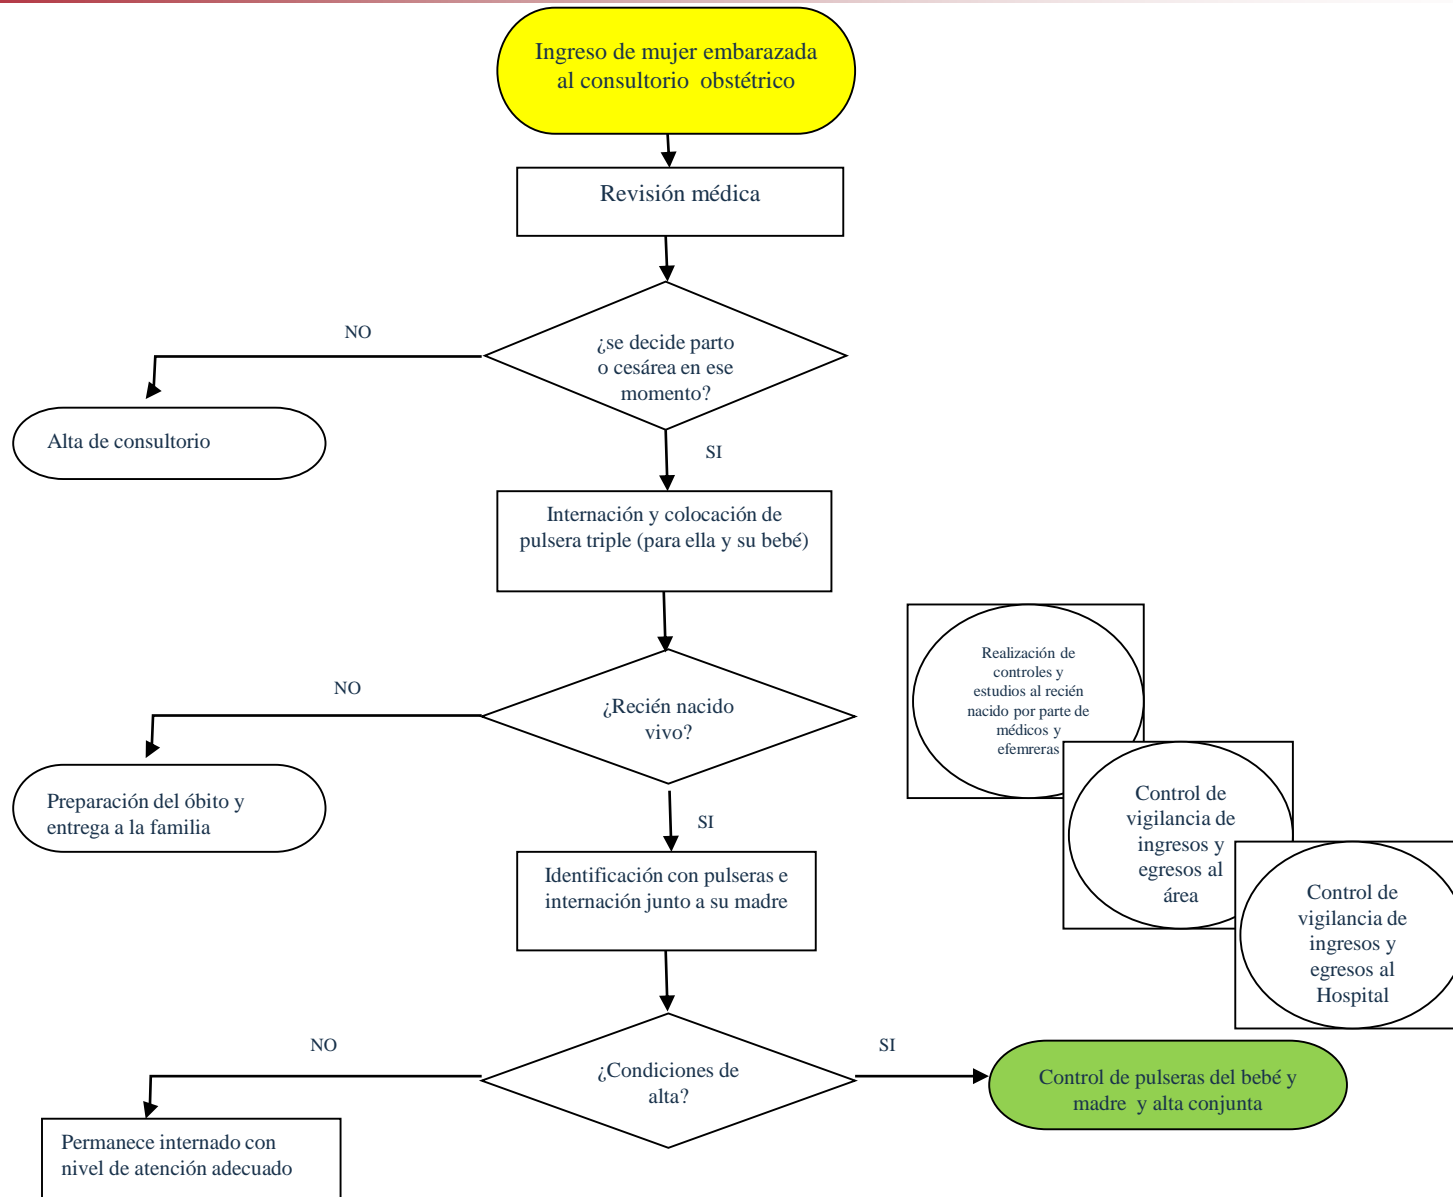 Ingreso de mujer embarazada
al consultorio obstétrico
Revisión médica
¿se decide parto
o cesárea en ese
momento?
NO
Alta de consultorio
SI
Internación y colocación de
pulsera triple (para ella y su bebé)
¿Recién nacido
vivo?
NO
Preparación del óbito y
entrega a la familia
SI
Identificación con pulseras e
internación junto a su madre
Realización de
controles y
estudios al recién
nacido por parte de
médicos y
efemreras
Control de
vigilancia de
ingresos y
egresos al
área
Control de
vigilancia de
ingresos y
egresos al
Hospital
¿Condiciones de
alta?
NO
Permanece internado con
nivel de atención adecuado
SI
Control de pulseras del bebé y
madre y alta conjunta